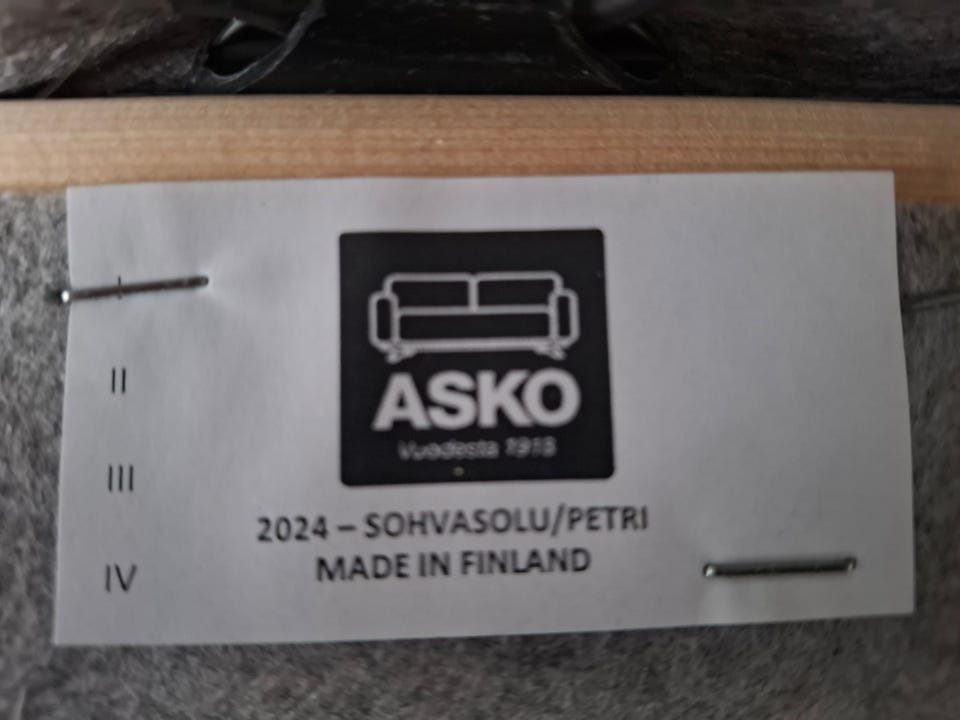 I
II
III
IV
ASKO
Vuodesta 1918
2024 – SOHVASOLU/PETRI
MADE IN FINLAND